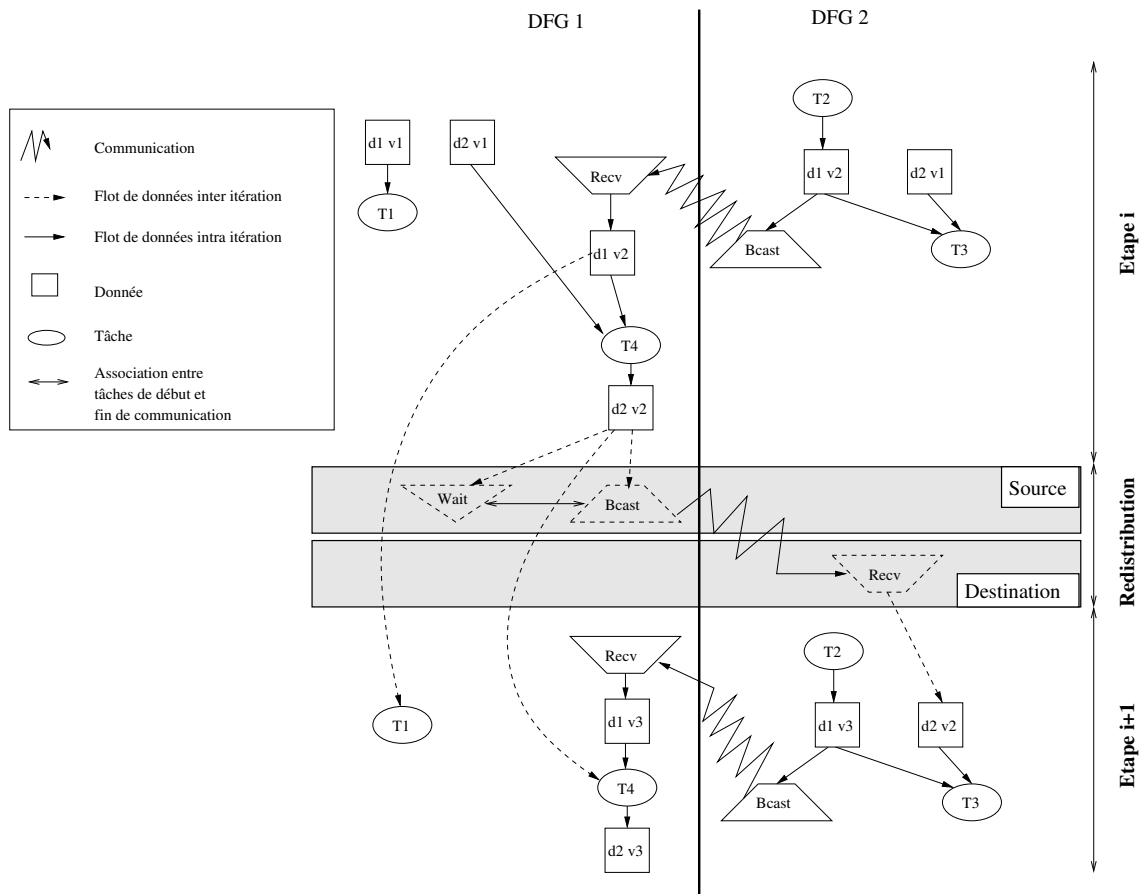 DFG 1
DFG 2
T2
Communication
d1 v1
d2 v1
Recv
d1 v2
d2 v1
Flot de données inter itération
T1
Flot de données intra itération
Bcast
T3
Etape i
d1 v2
Donnée
Tâche
T4
Association entre
tâches de début et
fin de communication
d2 v2
Wait
Bcast
Source
Recv
Destination
Redistribution
Recv
T2
T1
d1 v3
d1 v3
d2 v2
Etape i+1
T4
Bcast
T3
d2 v3